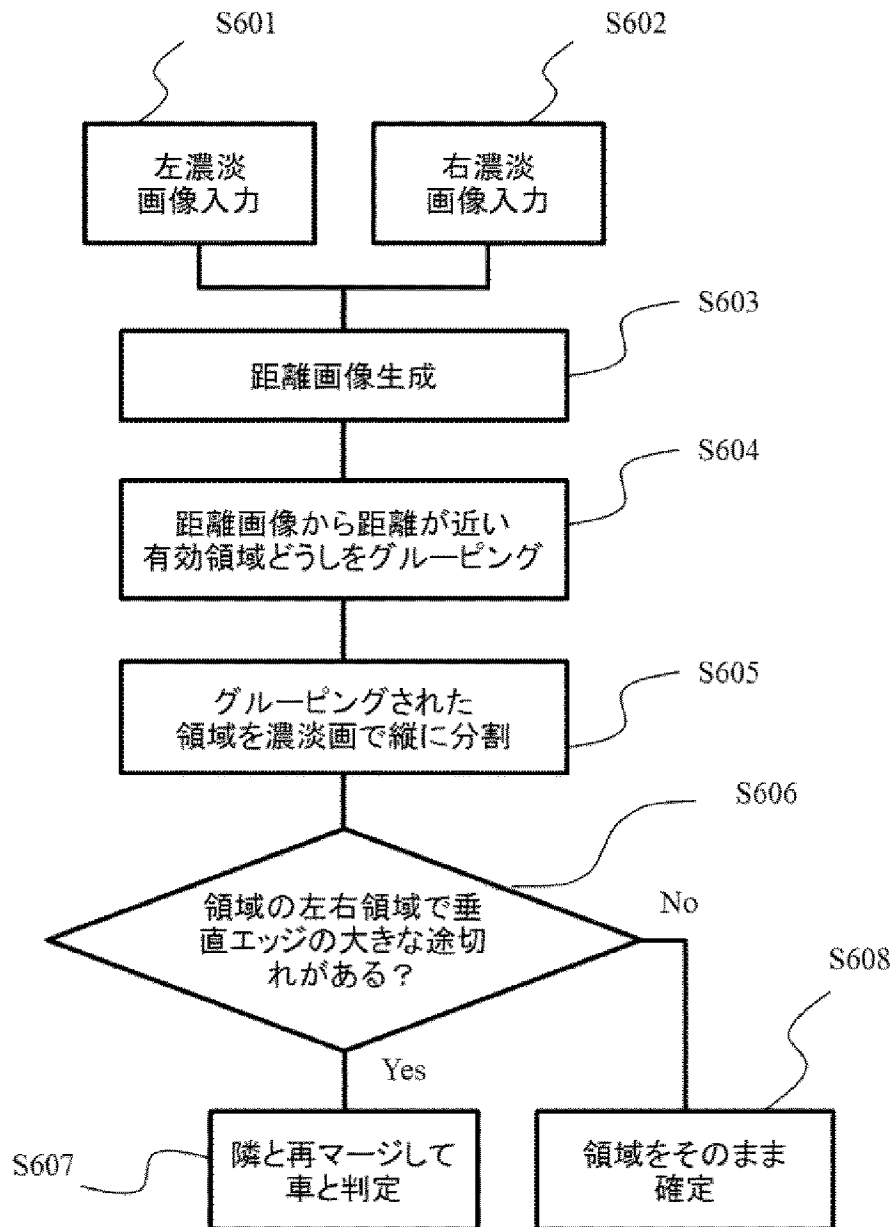 S601
S602
左濃淡
画像入力
右濃淡
画像入力
S603
距離画像生成
S604
距離画像から距離が近い
有効領域どうしをグルーピング
S605
グルーピングされた
領域を濃淡画で縦に分割
S606
領域の左右領域で垂
直エッジの大きな途切
れがある？
No
S608
Yes
S607
隣と再マージして
車と判定
領域をそのまま
確定